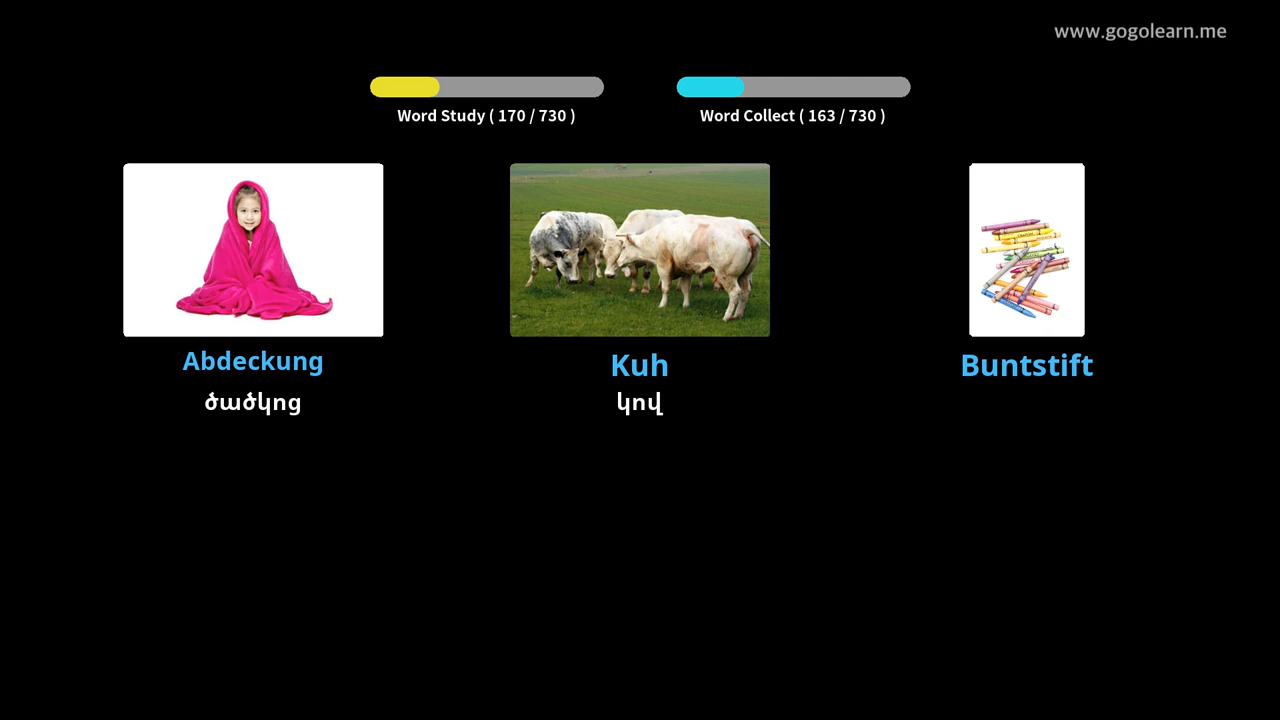 www.gogolearn.me
Word Study ( 170 / 730 )
Word Collect ( 163 / 730 )
Abdeckung
Kuh
Buntstift
ծածկոց
կով